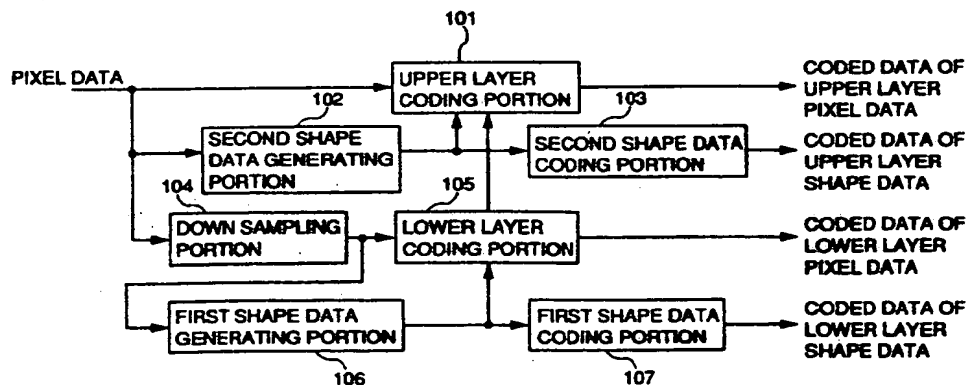 101
PIXEL DATA
UPPER LAYER
CODING PORTION
CODED DATA OF
UPPER LAYER
PIXEL DATA
102
103
SECOND SHAPE
DATA GENERATING
PORTION
SECOND SHAPE DATA
CODING PORTION
CODED DATA OF
UPPER LAYER
SHAPE DATA
104
105
DOWN SAMPLING
PORTION
LOWER LAYER
CODING PORTION
CODED DATA OF
LOWER LAYER
PIXEL DATA
FIRST SHAPE DATA
GENERATING PORTION
FIRST SHAPE DATA
CODING PORTION
CODED DATA OF
LOWER LAYER
SHAPE DATA
106
107